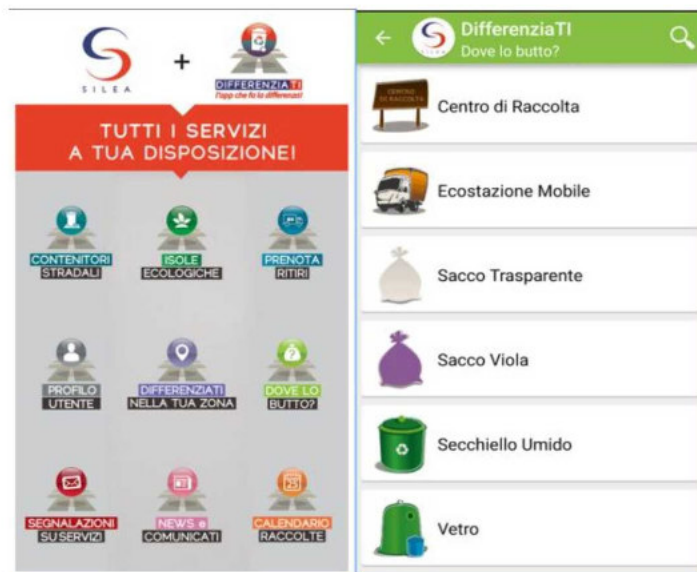 SILEA
+
DIFFERENZIATI
l'app che fa la differenza!
TUTTI I SERVIZI
A TUA DISPOSIZIONE!
CONTENITORI
STRADALI
ISOLE
ECOLOGICHE
PRENOTA
RITIRI
PROFILO
UTENTE
DIFFERENZIATI
NELLA TUA ZONA
DOVE LO
BUTTO?
SEGNALAZIONI
SU SERVIZI
NEWS e
COMUNICATI
CALENDARIO
RACCOLTE
DifferenziaTI
Dove lo butto?
CENTRO
DI RACCOLTA
Centro di Raccolta
Ecostazione Mobile
Sacco Trasparente
Sacco Viola
Secchiello Umido
Vetro